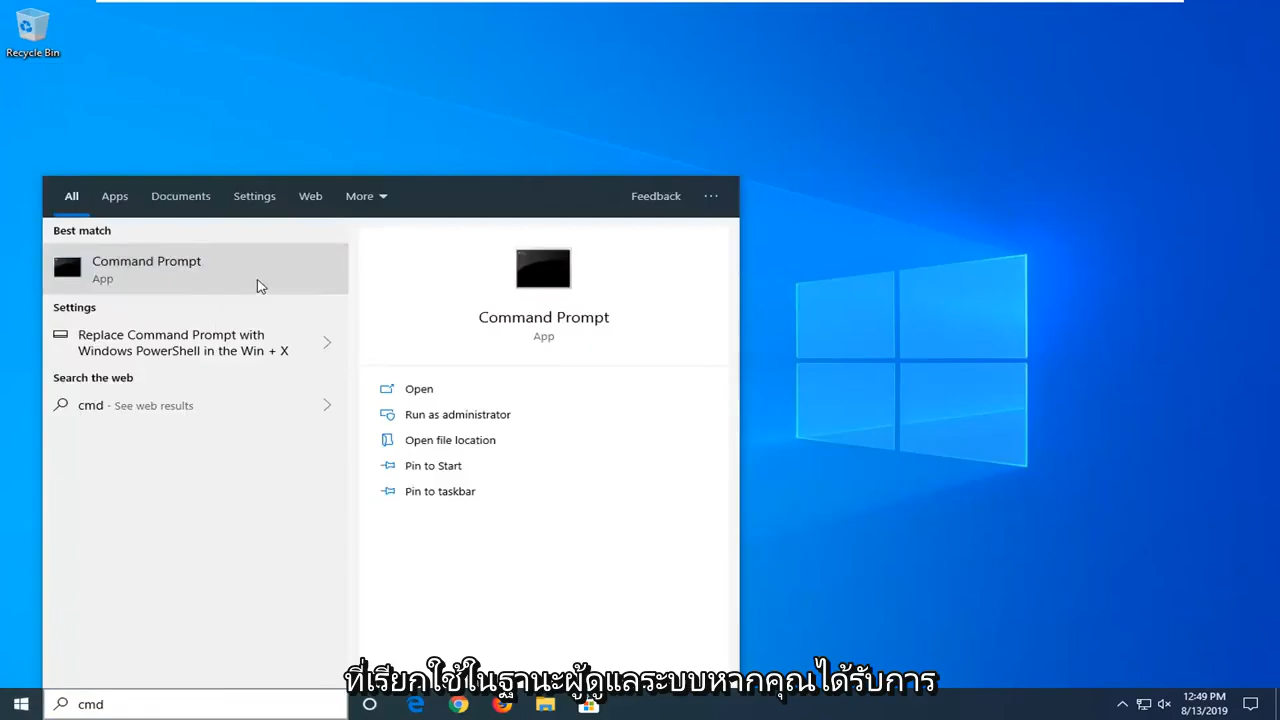 Recycle Bin
All
Apps
Documents
Settings
Web
More
Feedback
Best match
Command Prompt
App
Settings
Replace Command Prompt with
Windows PowerShell in the Win + X
Search the web
cmd - See web results
Command Prompt
App
Open
Run as administrator
Open file location
Pin to Start
Pin to taskbar
ที่เรียกใช้ในฐานะผู้ดูแลระบบหากคุณได้รับการ
cmd
12:49 PM
8/13/2019